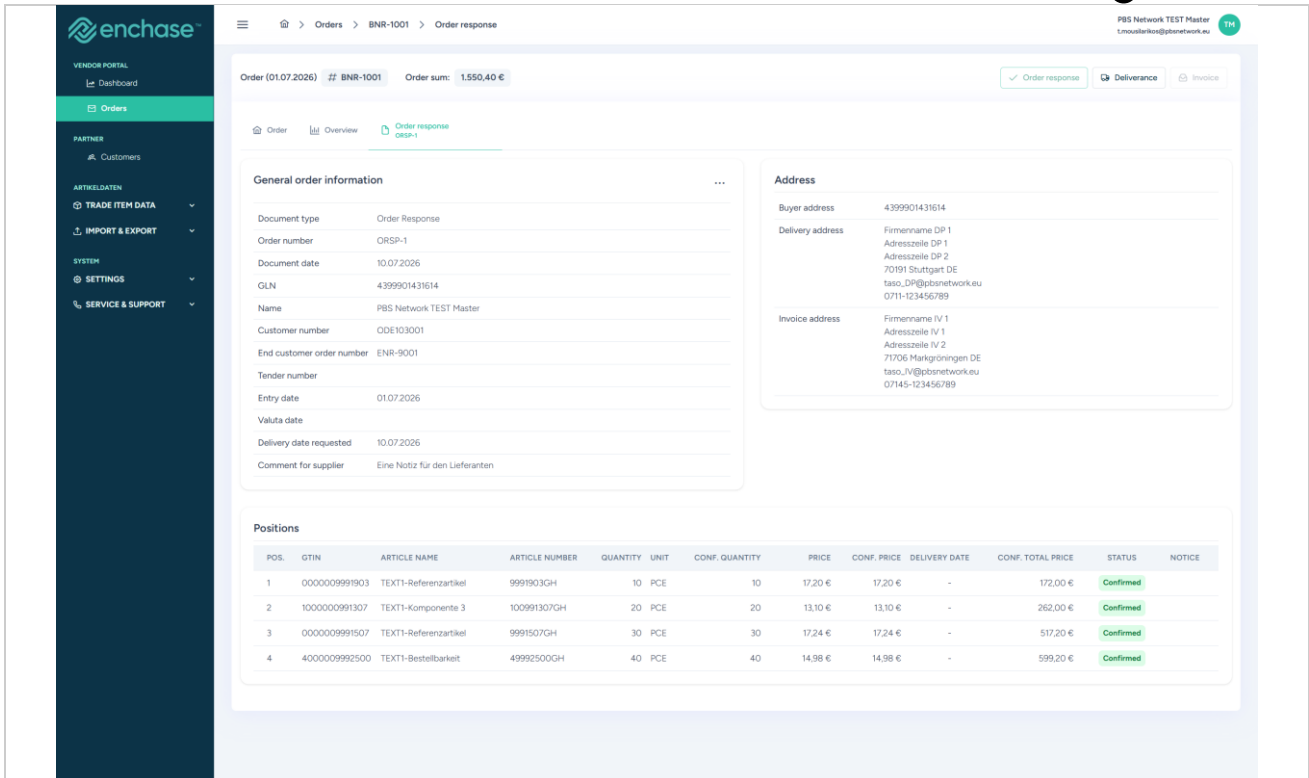 enchase™
Orders > BNR-1001 > Order response
PBS Network TEST Master
t.mousliarikos@pbsnetwork.eu
TM
VENDOR PORTAL
Dashboard
Orders
PARTNER
Customers
ARTIKELDATEN
TRADE ITEM DATA
IMPORT & EXPORT
SYSTEM
SETTINGS
SERVICE & SUPPORT
Order (01.07.2026) # BNR-1001 Order sum: 1.550,40 €
Order response Deliverance Invoice
Order Overview Order response
ORSP-1
General order information ...
Document type Order Response
Order number ORSP-1
Document date 10.07.2026
GLN 4399901431614
Name PBS Network TEST Master
Customer number ODE103001
End customer order number ENR-9001
Tender number
Entry date 01.07.2026
Valuta date
Delivery date requested 10.07.2026
Comment for supplier Eine Notiz für den Lieferanten
Address
Buyer address 4399901431614
Delivery address Firmenname DP 1
Adresszeile DP 1
Adresszeile DP 2
70191 Stuttgart DE
taso_DP@pbsnetwork.eu
0711-123456789
Invoice address Firmenname IV 1
Adresszeile IV 1
Adresszeile IV 2
71706 Markgröningen DE
taso_IV@pbsnetwork.eu
07145-123456789
Positions
POS. GTIN ARTICLE NAME ARTICLE NUMBER QUANTITY UNIT CONF. QUANTITY PRICE CONF. PRICE DELIVERY DATE CONF. TOTAL PRICE STATUS NOTICE
1 0000009991903 TEXT1-Referenzartikel 9991903GH 10 PCE 10 17,20 € 17,20 € - 172,00 € Confirmed
2 1000000991307 TEXT1-Komponente 3 100991307GH 20 PCE 20 13,10 € 13,10 € - 262,00 € Confirmed
3 0000009991507 TEXT1-Referenzartikel 9991507GH 30 PCE 30 17,24 € 17,24 € - 517,20 € Confirmed
4 4000009992500 TEXT1-Bestellbarkeit 49992500GH 40 PCE 40 14,98 € 14,98 € - 599,20 € Confirmed